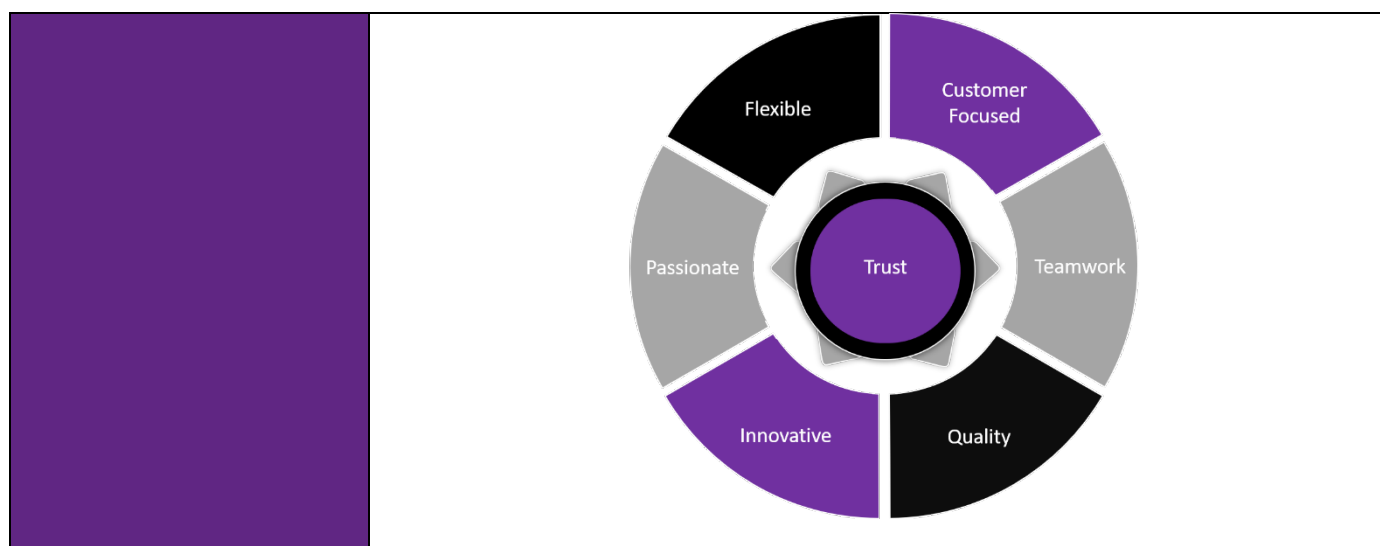 Flexible
Customer
Focused
Passionate
Trust
Teamwork
Innovative
Quality